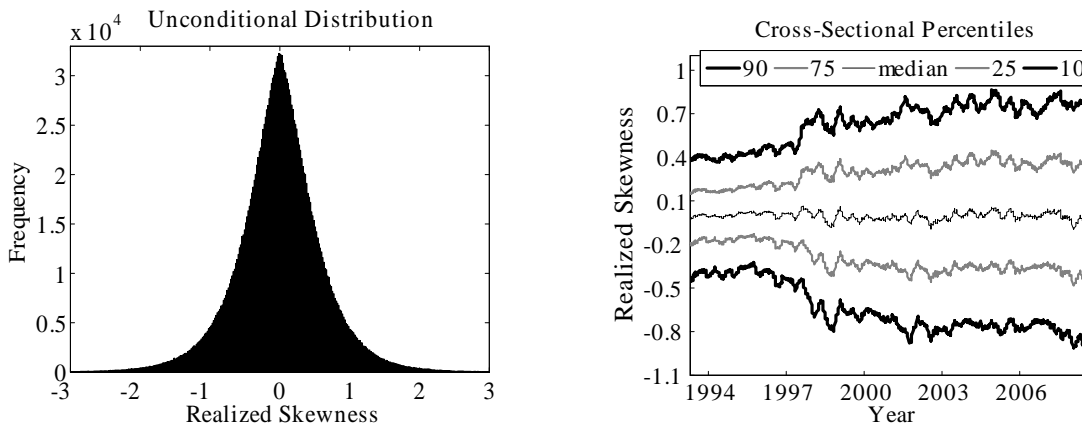 Unconditional Distribution
x 10^4
3
2.5
2
1.5
1
0.5
0
-3 -2 -1 0 1 2 3
Frequency
Realized Skewness
Cross-Sectional Percentiles
90 75 median 25 10
1
0.7
0.4
0.1
-0.2
-0.5
-0.8
-1.1
1994 1997 2000 2003 2006
Realized Skewness
Year